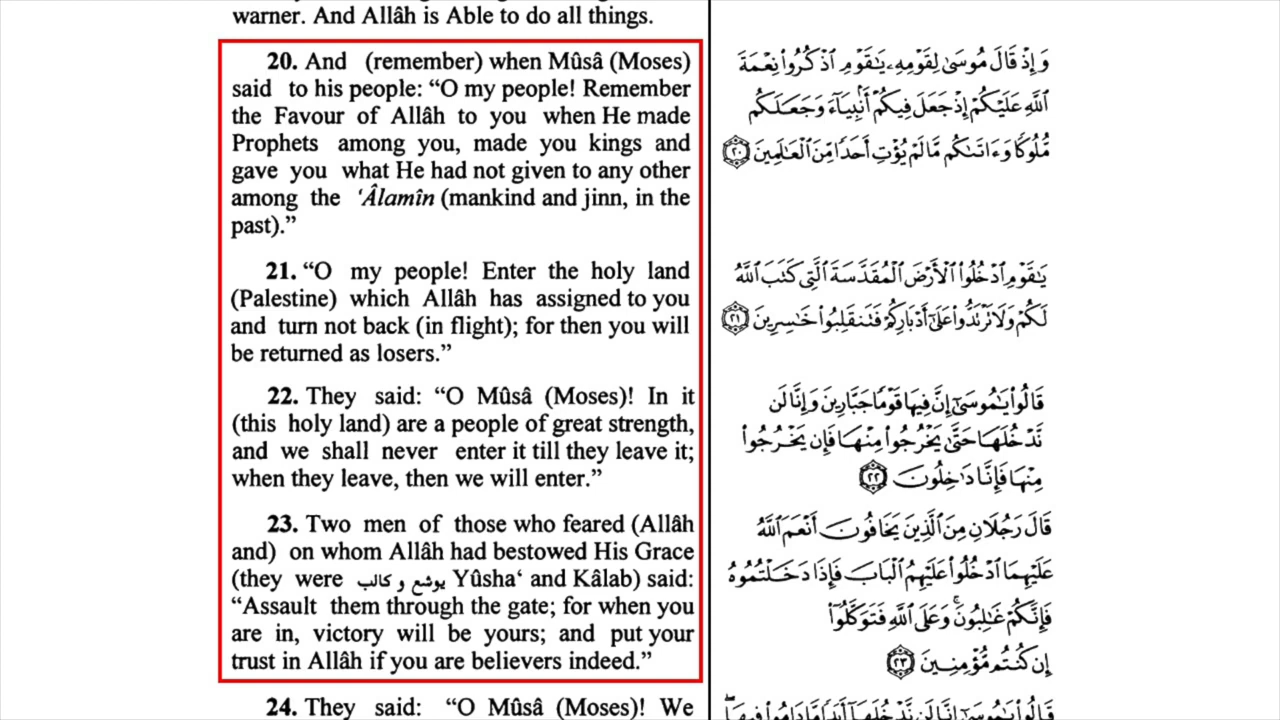 warner. And Allâh is Able to do all things.
20. And (remember) when Mûsâ (Moses)
said to his people: “O my people! Remember
the Favour of Allâh to you when He made
Prophets among you, made you kings and
gave you what He had not given to any other
among the ‘Âlamîn (mankind and jinn, in the
past).”
21. “O my people! Enter the holy land
(Palestine) which Allâh has assigned to you
and turn not back (in flight); for then you will
be returned as losers.”
22. They said: “O Mûsâ (Moses)! In it
(this holy land) are a people of great strength,
and we shall never enter it till they leave it;
when they leave, then we will enter.”
23. Two men of those who feared (Allâh
and) on whom Allâh had bestowed His Grace
(they were يوشع و كالب Yûsha‘ and Kâlab) said:
“Assault them through the gate; for when you
are in, victory will be yours; and put your
trust in Allâh if you are believers indeed.”
24. They said: “O Mûsâ (Moses)! We
وَإِذْ قَالَ مُوسَىٰ لِقَوْمِهِۦ يَـٰقَوْمِ ٱذْكُرُوا۟ نِعْمَةَ
ٱللَّهِ عَلَيْكُمْ إِذْ جَعَلَ فِيكُمْ أَنۢبِيَآءَ وَجَعَلَكُم
مُّلُوكًا وَءَاتَىٰكُم مَّا لَمْ يُؤْتِ أَحَدًا مِّنَ ٱلْعَـٰلَمِينَ ٢٠
يَـٰقَوْمِ ٱدْخُلُوا۟ ٱلْأَرْضَ ٱلْمُقَدَّسَةَ ٱلَّتِى كَتَبَ ٱللَّهُ
لَكُمْ وَلَا تَرْتَدُّوا۟ عَلَىٰٓ أَدْبَارِكُمْ فَتَنقَلِبُوا۟ خَـٰسِرِينَ ٢١
قَالُوا۟ يَـٰمُوسَىٰٓ إِنَّ فِيهَا قَوْمًا جَبَّارِينَ وَإِنَّا لَن
نَّدْخُلَهَا حَتَّىٰ يَخْرُجُوا۟ مِنْهَا فَإِن يَخْرُجُوا۟
مِنْهَا فَإِنَّا دَٰخِلُونَ ٢٢
قَالَ رَجُلَانِ مِنَ ٱلَّذِينَ يَخَافُونَ أَنْعَمَ ٱللَّهُ
عَلَيْهِمَا ٱدْخُلُوا۟ عَلَيْهِمُ ٱلْبَابَ فَإِذَا دَخَلْتُمُوهُ
فَإِنَّكُمْ غَـٰلِبُونَ ۚ وَعَلَى ٱللَّهِ فَتَوَكَّلُوٓا۟
إِن كُنتُم مُّؤْمِنِينَ ٢٣
قَالُوا۟ يَـٰمُوسَىٰٓ إِنَّا لَن نَّدْخُلَهَآ أَبَدًا مَّا دَامُوا۟ فِيهَا ۖ